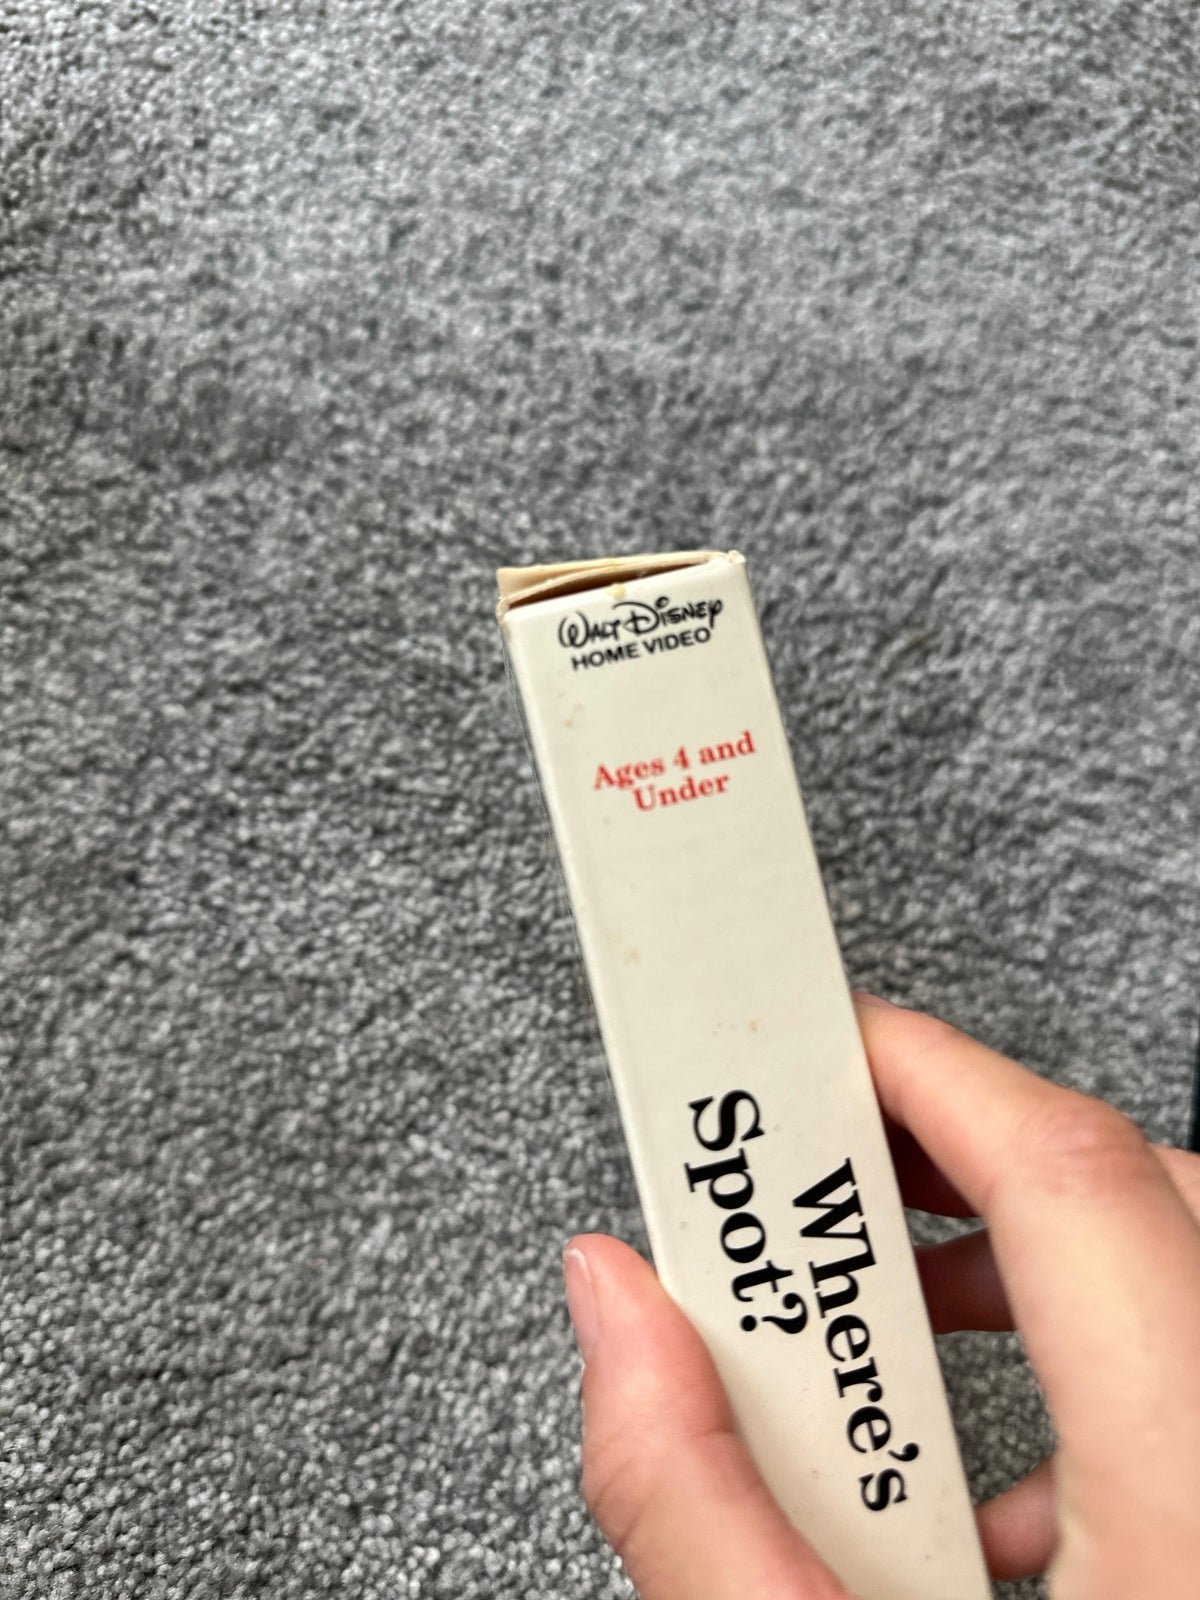 Walt Disney
HOME VIDEO
Ages 4 and
Under
Where's
Spot?